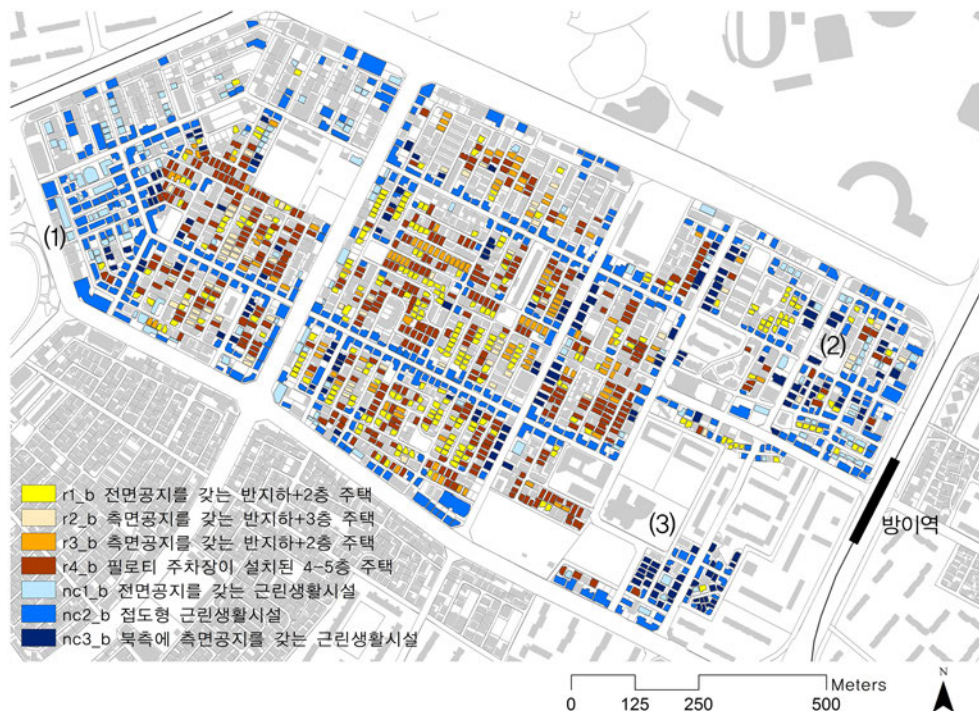 (1)
(2)
(3)
방이역
r1_b 전면공지를 갖는 반지하+2층 주택
r2_b 측면공지를 갖는 반지하+3층 주택
r3_b 측면공지를 갖는 반지하+2층 주택
r4_b 필로티 주차장이 설치된 4-5층 주택
nc1_b 전면공지를 갖는 근린생활시설
nc2_b 접도형 근린생활시설
nc3_b 북측에 측면공지를 갖는 근린생활시설
N
Meters
0 125 250 500